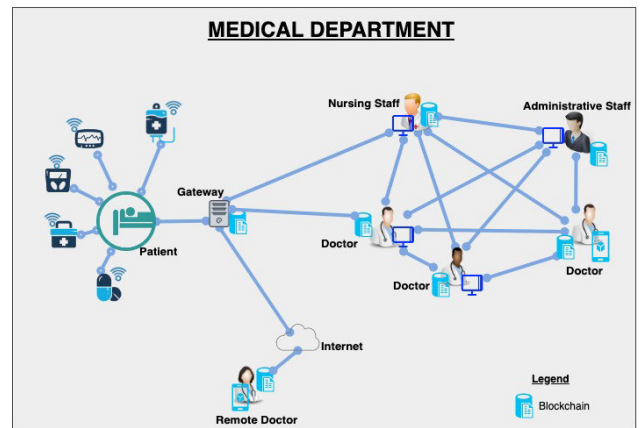 MEDICAL DEPARTMENT
Nursing Staff
Administrative Staff
Gateway
Patient
Doctor
Doctor
Doctor
Internet
Remote Doctor
Legend
Blockchain